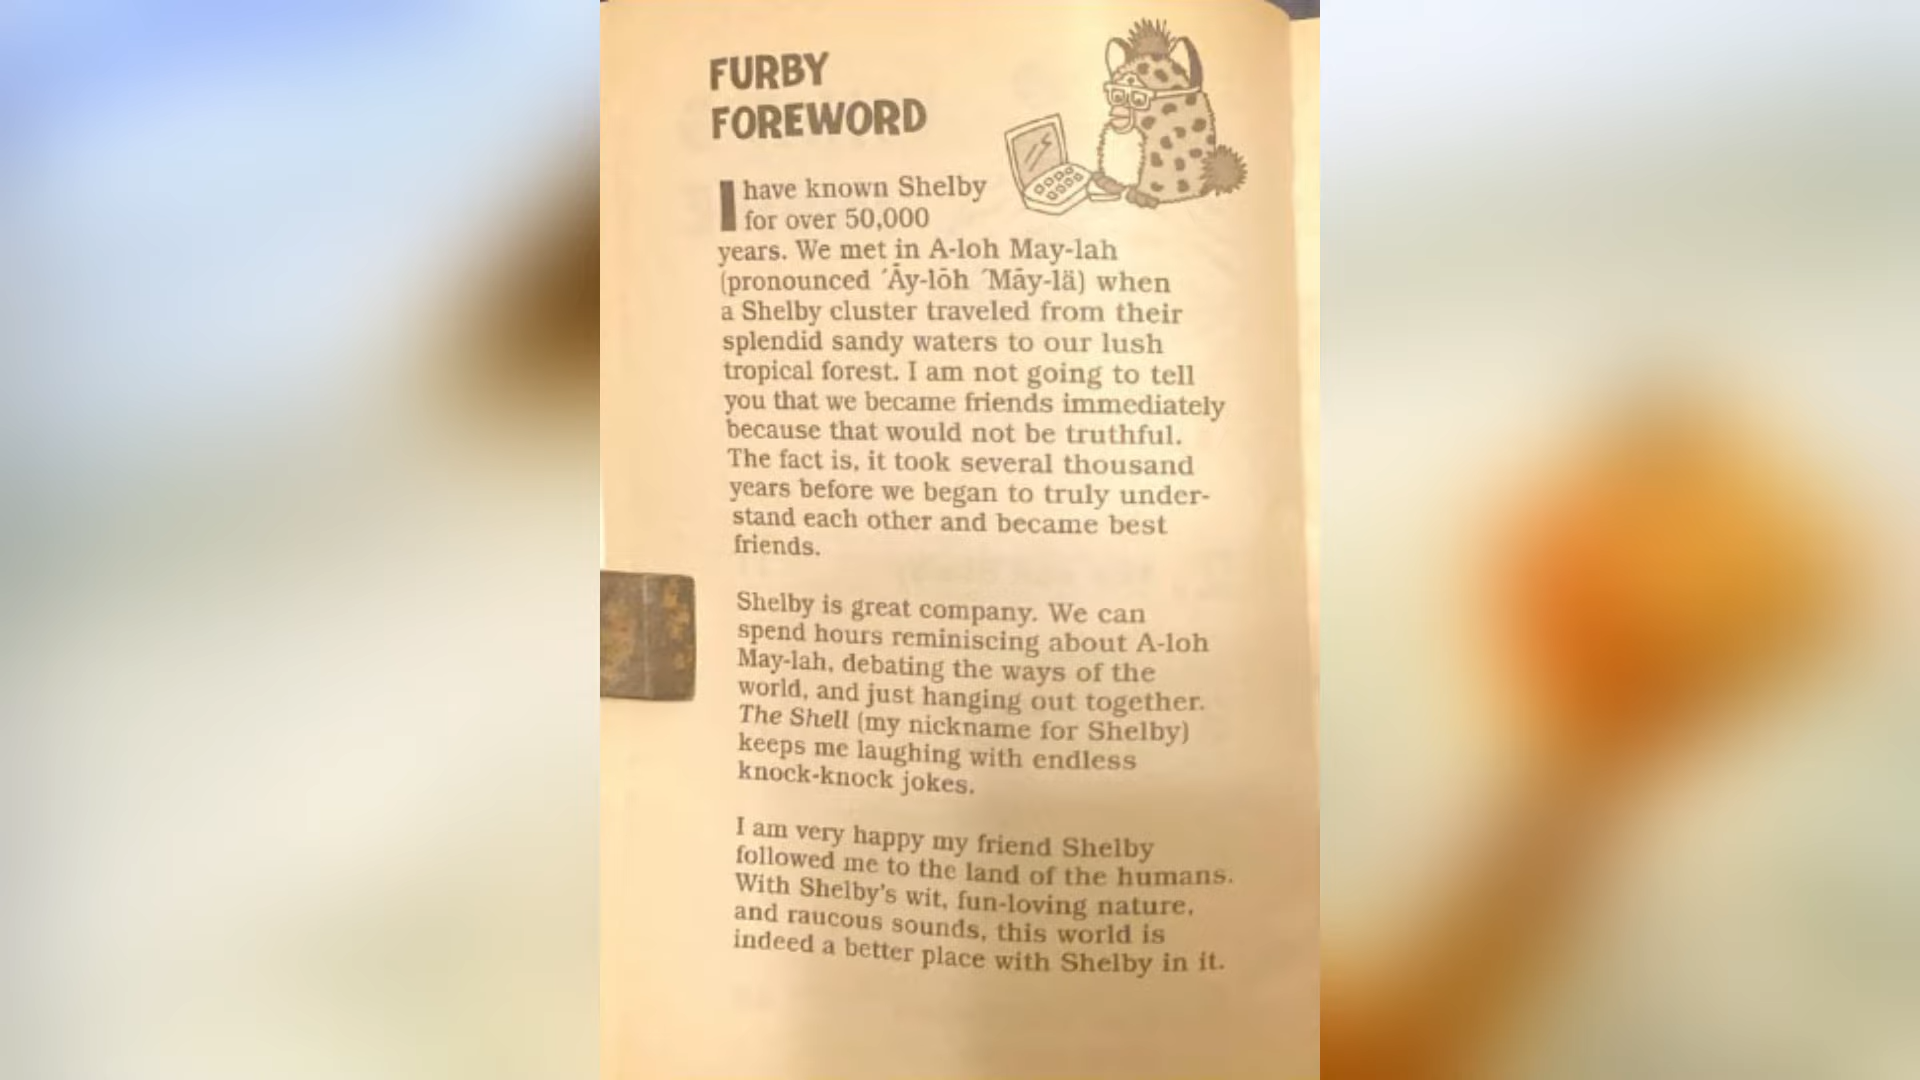 FURBY
FOREWORD
I have known Shelby
for over 50,000
years. We met in A-loh May-lah
(pronounced ´Āy-lōh ´Māy-lä) when
a Shelby cluster traveled from their
splendid sandy waters to our lush
tropical forest. I am not going to tell
you that we became friends immediately
because that would not be truthful.
The fact is, it took several thousand
years before we began to truly under-
stand each other and became best
friends.
Shelby is great company. We can
spend hours reminiscing about A-loh
May-lah, debating the ways of the
world, and just hanging out together.
The Shell (my nickname for Shelby)
keeps me laughing with endless
knock-knock jokes.
I am very happy my friend Shelby
followed me to the land of the humans.
With Shelby's wit, fun-loving nature,
and raucous sounds, this world is
indeed a better place with Shelby in it.